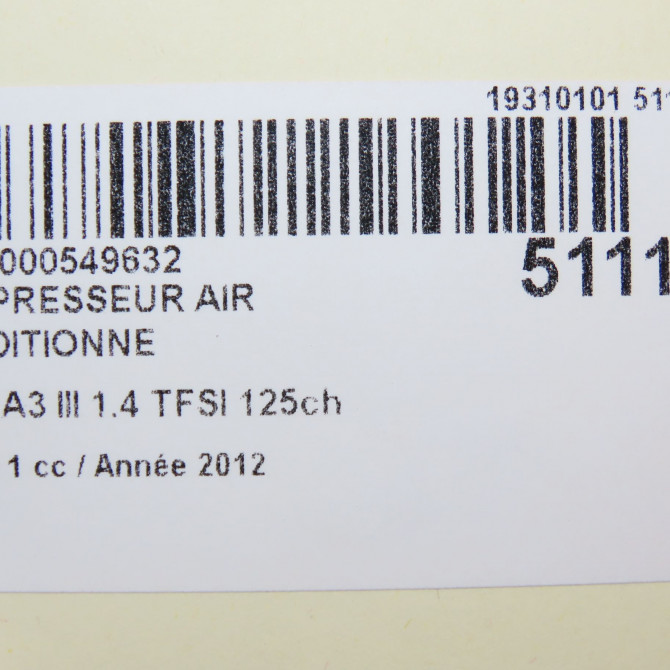 19310101 511
000549632
5111
PRESSEUR AIR
DITIONNE
A3 III 1.4 TFSI 125ch
1 cc / Année 2012